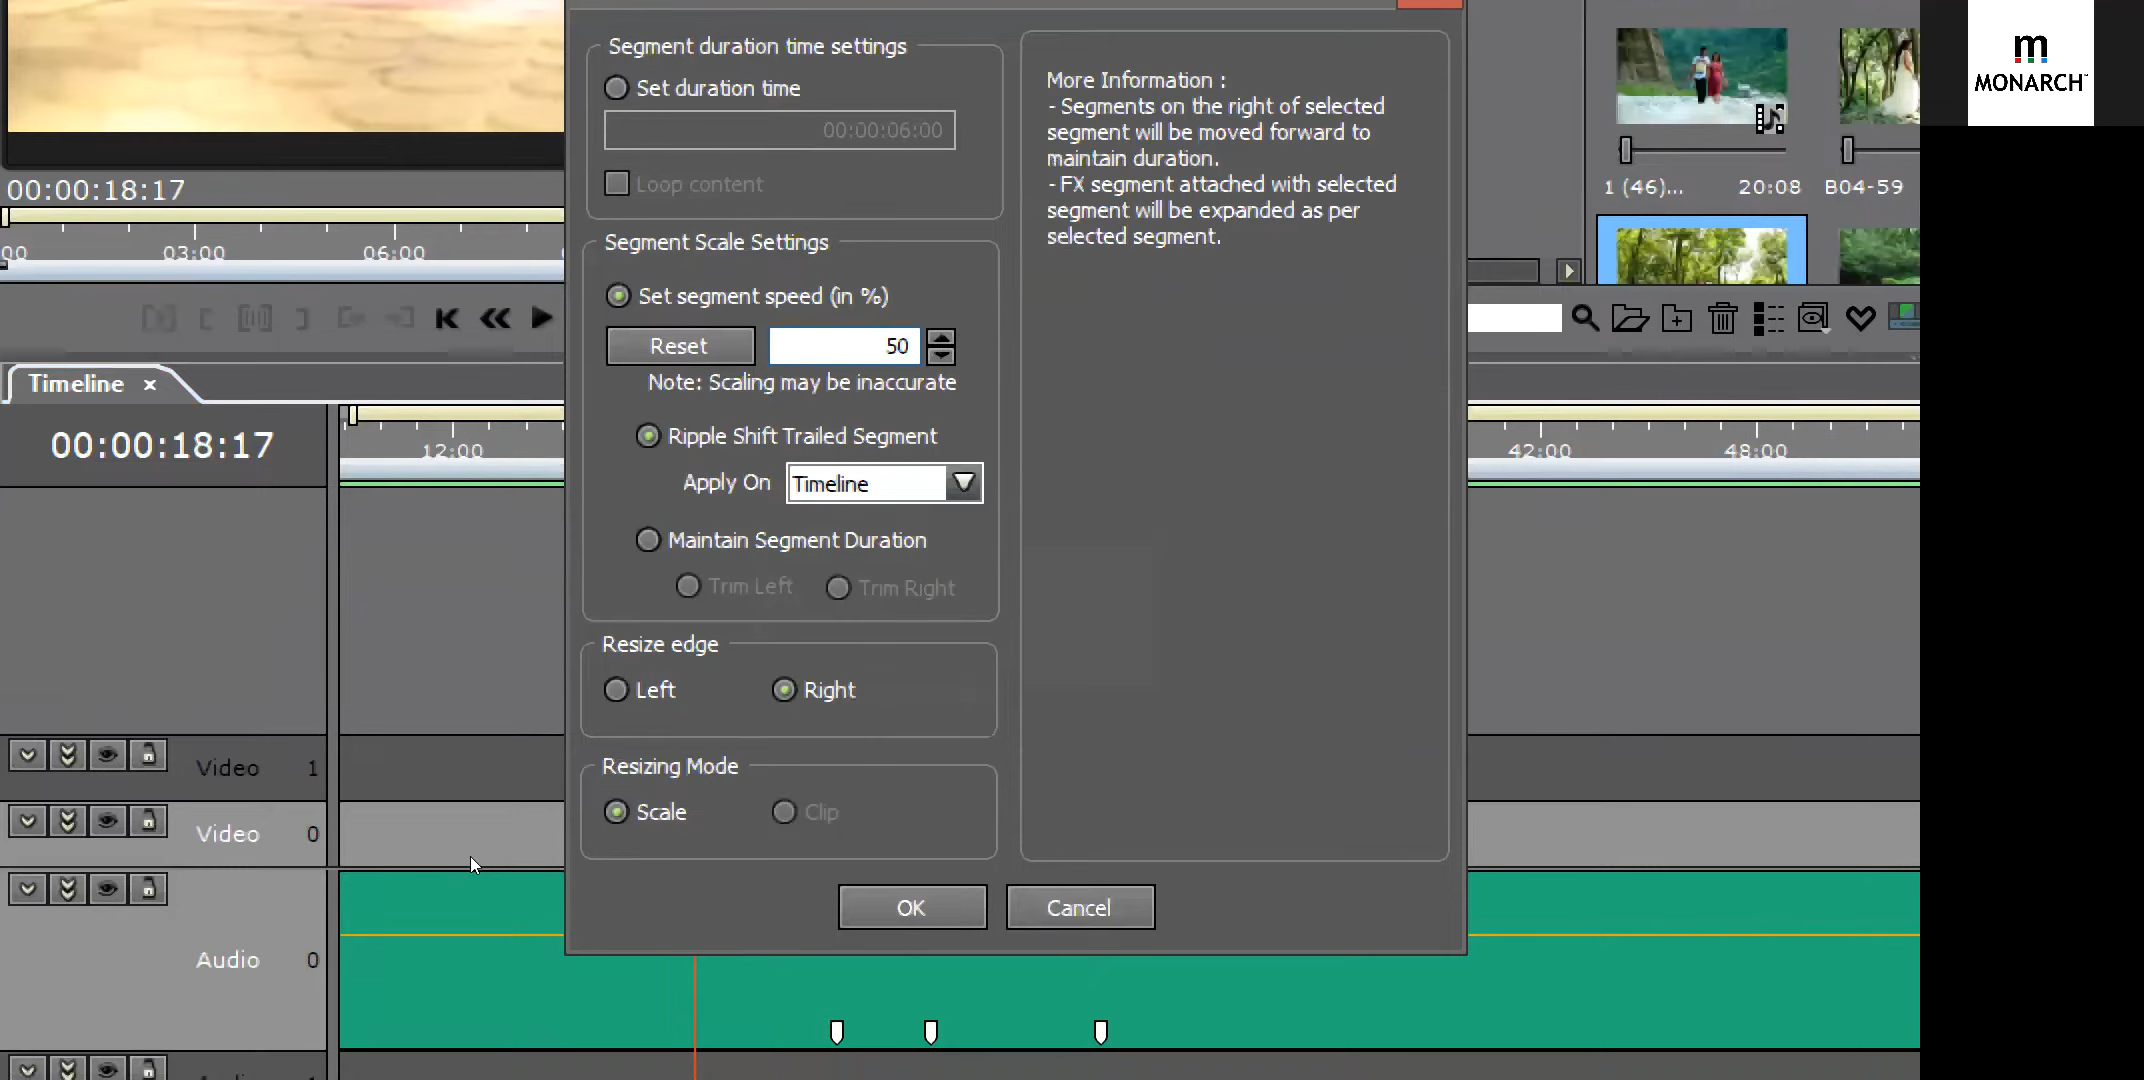 Segment duration time settings
Set duration time
00:00:06:00
Loop content
Segment Scale Settings
Set segment speed (in %)
Reset
50
Note: Scaling may be inaccurate
Ripple Shift Trailed Segment
Apply On
Timeline
Maintain Segment Duration
Trim Left
Trim Right
Resize edge
Left
Right
Resizing Mode
Scale
Clip
OK
Cancel
More Information :
- Segments on the right of selected
segment will be moved forward to
maintain duration.
- FX segment attached with selected
segment will be expanded as per
selected segment.
00:00:18:17
00
03:00
06:00
Timeline
00:00:18:17
12:00
42:00
48:00
Video 1
Video 0
Audio 0
1 (46)...
20:08
B04-59
m
MONARCH